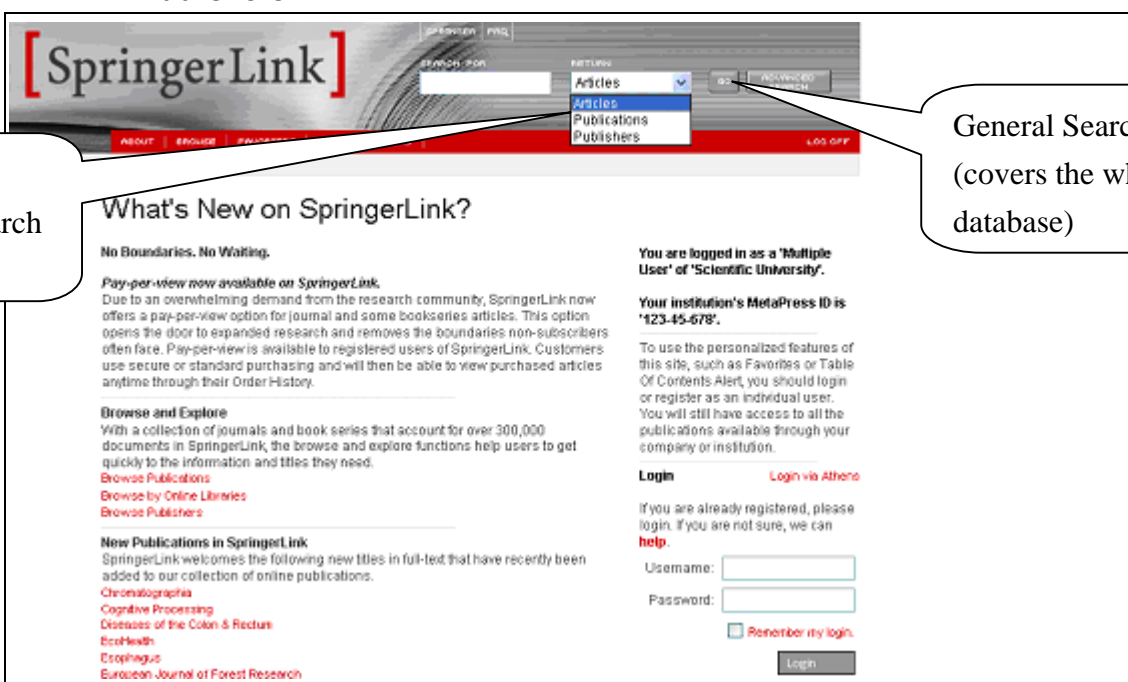 [SpringerLink]
SPRINGER FAQ
SEARCH FOR
RETURN
Articles
GO
ADVANCED SEARCH
Articles
Publications
Publishers
ABOUT BROWSE
LOG OFF
General Searc
(covers the wh
database)
rch
What's New on SpringerLink?
No Boundaries. No Waiting.
Pay-per-view now available on SpringerLink.
Due to an overwhelming demand from the research community, SpringerLink now
offers a pay-per-view option for journal and some bookseries articles. This option
opens the door to expanded research and removes the boundaries non-subscribers
often face. Pay-per-view is available to registered users of SpringerLink. Customers
use secure or standard purchasing and will then be able to view purchased articles
anytime through their Order History.
Browse and Explore
With a collection of journals and book series that account for over 300,000
documents in SpringerLink, the browse and explore functions help users to get
quickly to the information and titles they need.
Browse Publications
Browse by Online Libraries
Browse Publishers
New Publications in SpringerLink
SpringerLink welcomes the following new titles in full-text that have recently been
added to our collection of online publications.
Chromatographia
Cognitive Processing
Diseases of the Colon & Rectum
EcoHealth
Esophagus
European Journal of Forest Research
You are logged in as a 'Multiple
User' of 'Scientific University'.
Your institution's MetaPress ID is
'123-45-678'.
To use the personalized features of
this site, such as Favorites or Table
Of Contents Alert, you should login
or register as an individual user.
You will still have access to all the
publications available through your
company or institution.
Login Login via Athens
If you are already registered, please
login. If you are not sure, we can
help.
Username:
Password:
Remember my login.
Login